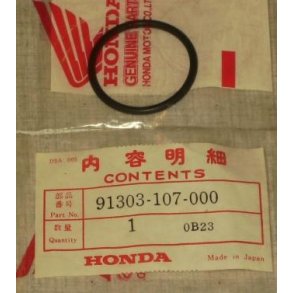 HONDA
GENUINE PARTS
HONDA MOTOR CO.,LTD.
内容明細
CONTENTS
部品番号
Part No.
91303-107-000
数量
Quantity
1
0B23
HONDA
Made in Japan